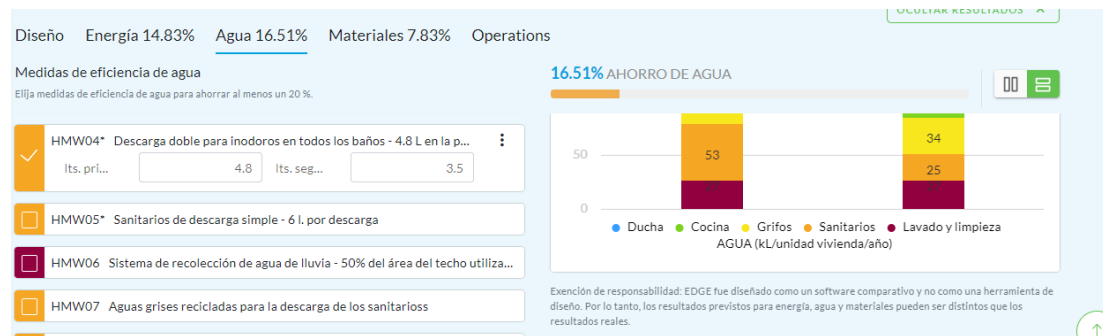 OCULTAR RESULTADOS
Diseño Energía 14.83% Agua 16.51% Materiales 7.83% Operations
Medidas de eficiencia de agua
Elija medidas de eficiencia de agua para ahorrar al menos un 20 %.
HMW04* Descarga doble para inodoros en todos los baños - 4.8 L en la p...
lts. pri... 4.8 lts. seg... 3.5
HMW05* Sanitarios de descarga simple - 6 l. por descarga
HMW06 Sistema de recolección de agua de lluvia - 50% del área del techo utiliza...
HMW07 Aguas grises recicladas para la descarga de los sanitarioss
16.51% AHORRO DE AGUA
34
50
53
25
0
Ducha Cocina Grifos Sanitarios Lavado y limpieza
AGUA (kL/unidad vivienda/año)
Exención de responsabilidad: EDGE fue diseñado como un software comparativo y no como una herramienta de
diseño. Por lo tanto, los resultados previstos para energía, agua y materiales pueden ser distintos que los
resultados reales.